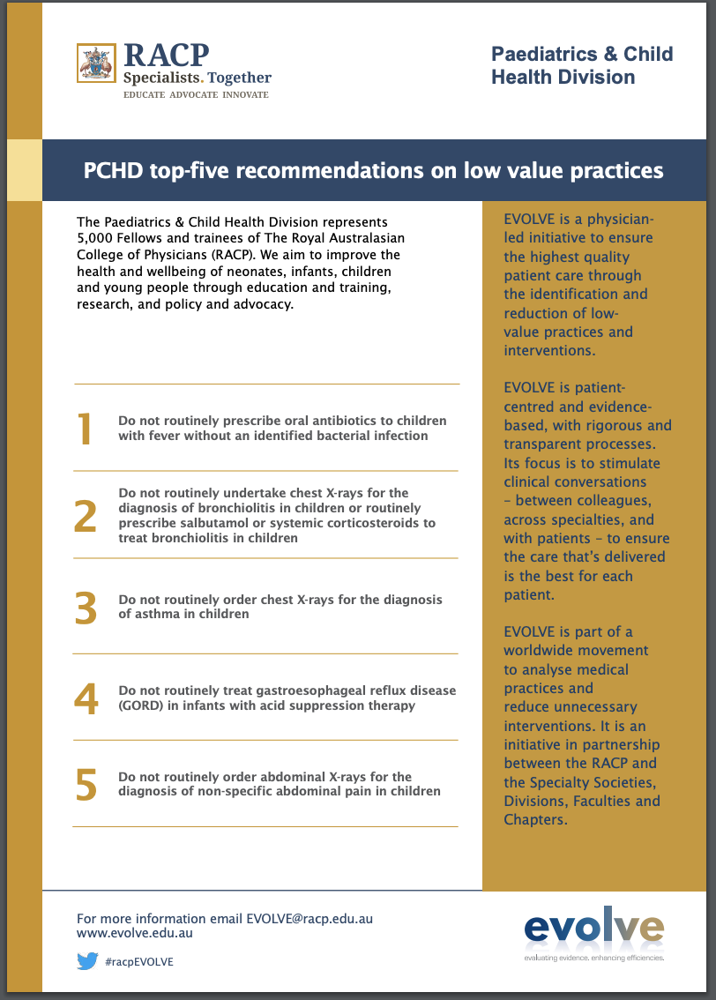 RACP
Specialists. Together
EDUCATE ADVOCATE INNOVATE
Paediatrics & Child
Health Division
PCHD top-five recommendations on low value practices
The Paediatrics & Child Health Division represents
5,000 Fellows and trainees of The Royal Australasian
College of Physicians (RACP). We aim to improve the
health and wellbeing of neonates, infants, children
and young people through education and training,
research, and policy and advocacy.
1
Do not routinely prescribe oral antibiotics to children
with fever without an identified bacterial infection
2
Do not routinely undertake chest X-rays for the
diagnosis of bronchiolitis in children or routinely
prescribe salbutamol or systemic corticosteroids to
treat bronchiolitis in children
3
Do not routinely order chest X-rays for the diagnosis
of asthma in children
4
Do not routinely treat gastroesophageal reflux disease
(GORD) in infants with acid suppression therapy
5
Do not routinely order abdominal X-rays for the
diagnosis of non-specific abdominal pain in children
EVOLVE is a physician-
led initiative to ensure
the highest quality
patient care through
the identification and
reduction of low-
value practices and
interventions.
EVOLVE is patient-
centred and evidence-
based, with rigorous and
transparent processes.
Its focus is to stimulate
clinical conversations
– between colleagues,
across specialties, and
with patients – to ensure
the care that’s delivered
is the best for each
patient.
EVOLVE is part of a
worldwide movement
to analyse medical
practices and
reduce unnecessary
interventions. It is an
initiative in partnership
between the RACP and
the Specialty Societies,
Divisions, Faculties and
Chapters.
For more information email EVOLVE@racp.edu.au
www.evolve.edu.au
#racpEVOLVE
evolve
evaluating evidence. enhancing efficiencies.